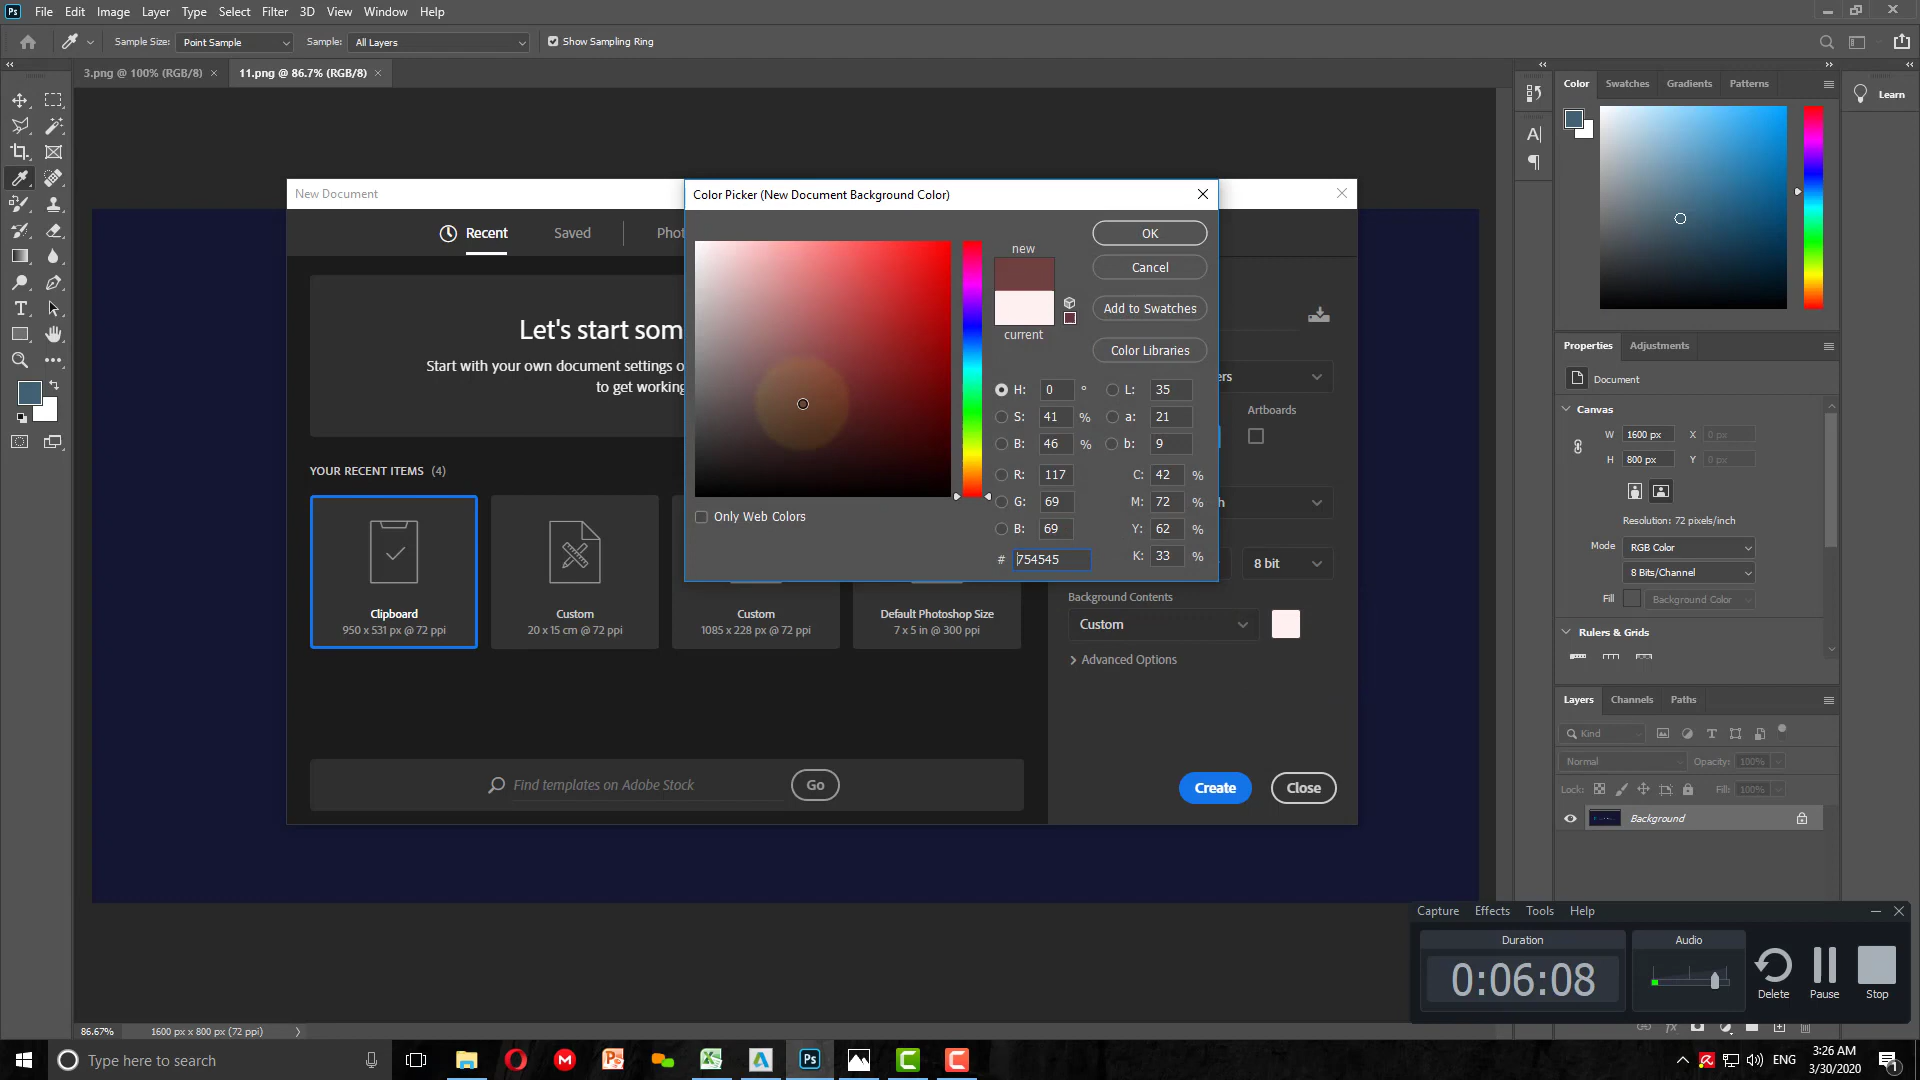 Ps File Edit Image Layer Type Select Filter 3D View Window Help
Sample Size: Point Sample Sample: All Layers Show Sampling Ring
3.png @ 100% (RGB/8) × 11.png @ 86.7% (RGB/8) ×
Color Swatches Gradients Patterns
Learn
New Document
Color Picker (New Document Background Color)
Recent Saved
OK
new
Cancel
Add to Swatches
current
Let's start som
Start with your own document settings o
to get working
Color Libraries
ers
H: 0 ° L: 35
S: 41 % a: 21
B: 46 % b: 9
R: 117 C: 42 %
G: 69 M: 72 %
B: 69 Y: 62 %
# 754545 K: 33 %
Only Web Colors
Artboards
8 bit
YOUR RECENT ITEMS (4)
Clipboard
950 x 531 px @ 72 ppi
Custom
20 x 15 cm @ 72 ppi
Custom
1085 x 228 px @ 72 ppi
Default Photoshop Size
7 x 5 in @ 300 ppi
Background Contents
Custom
Advanced Options
Find templates on Adobe Stock Go
Create Close
Properties Adjustments
Document
Canvas
W 1600 px X 0 px
H 800 px Y 0 px
Resolution: 72 pixels/inch
Mode RGB Color
8 Bits/Channel
Fill Background Color
Rulers & Grids
Layers Channels Paths
Kind
Normal Opacity: 100%
Lock: Fill: 100%
Background
Capture Effects Tools Help
Duration Audio
0:06:08
Delete Pause Stop
86.67% 1600 px x 800 px (72 ppi)
Type here to search
ENG
3:26 AM
3/30/2020